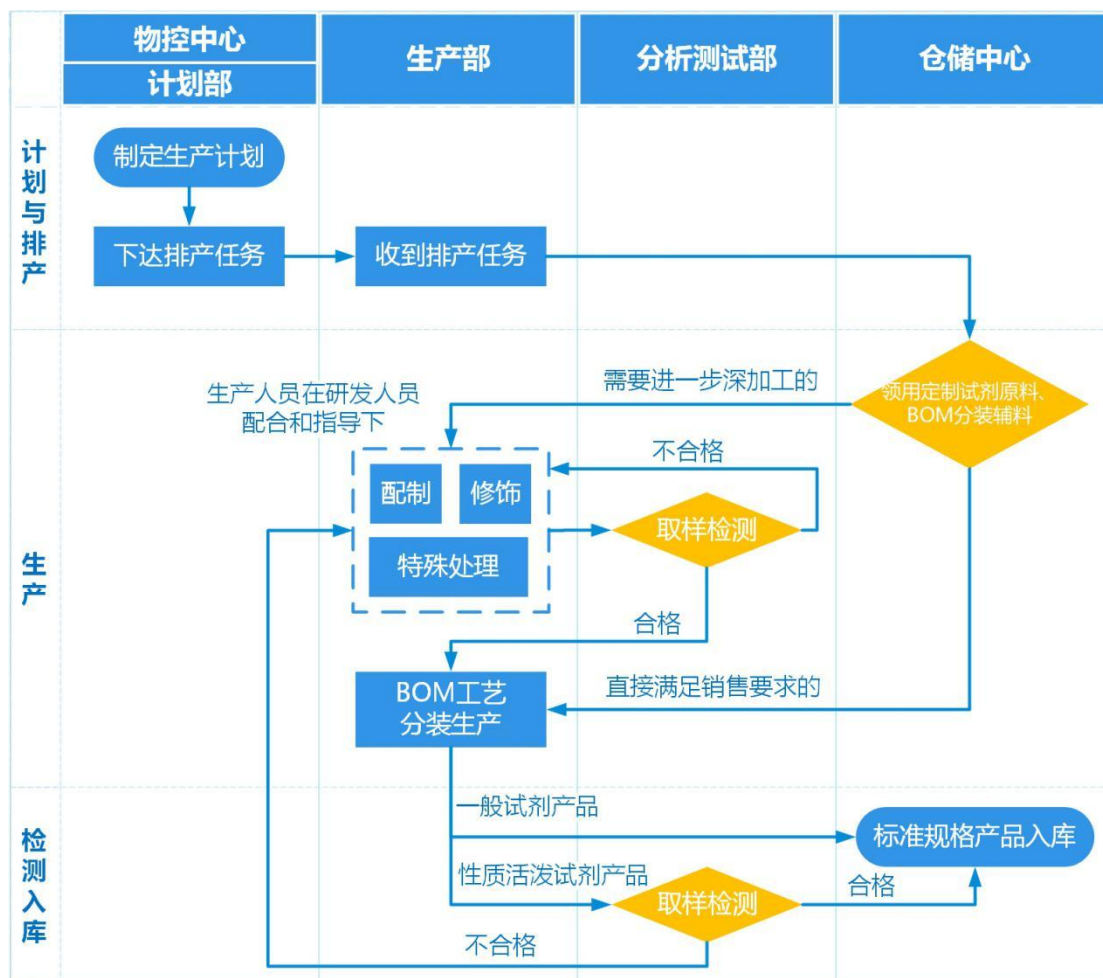 物控中心
计划部
生产部
分析测试部
仓储中心
计划与排产
制定生产计划
下达排产任务
收到排产任务
生产
需要进一步深加工的
领用定制试剂原料、
BOM分装辅料
生产人员在研发人员
配合和指导下
不合格
配制
修饰
取样检测
特殊处理
合格
BOM工艺
分装生产
直接满足销售要求的
检测入库
一般试剂产品
标准规格产品入库
性质活泼试剂产品
取样检测
合格
不合格